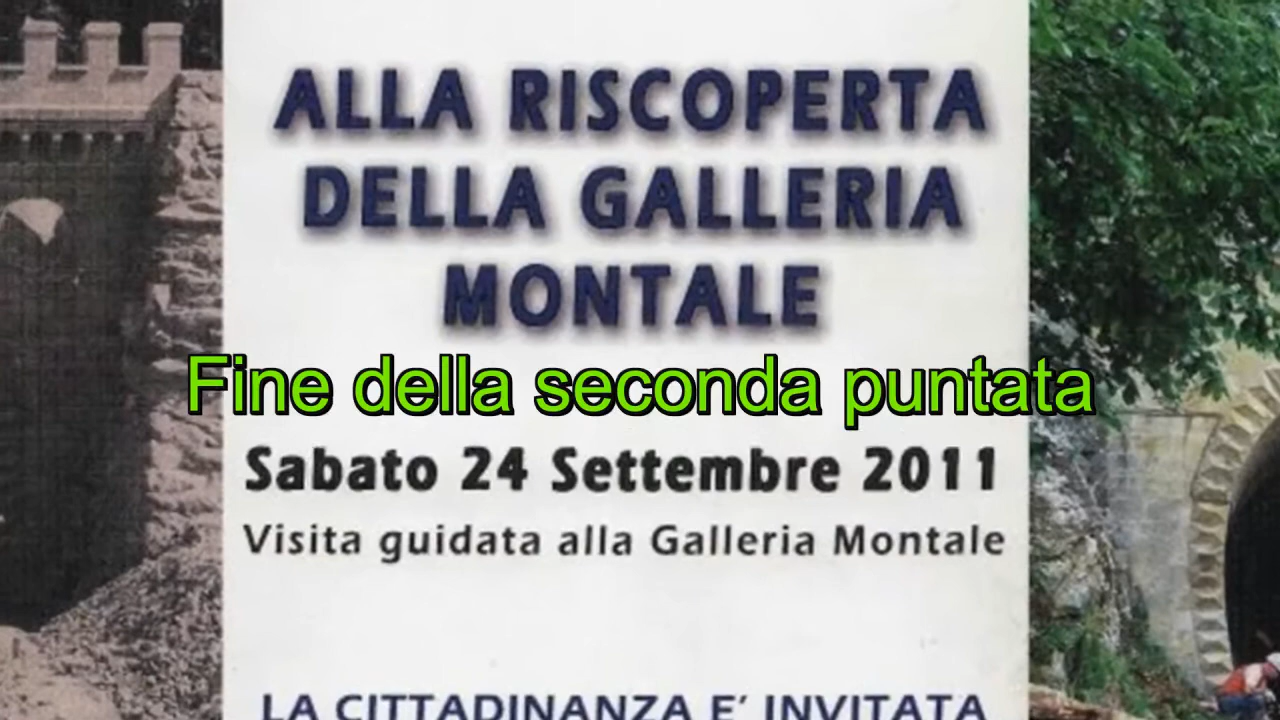 ALLA RISCOPERTA
DELLA GALLERIA
MONTALE
Fine della seconda puntata
Sabato 24 Settembre 2011
Visita guidata alla Galleria Montale
LA CITTADINANZA E' INVITATA